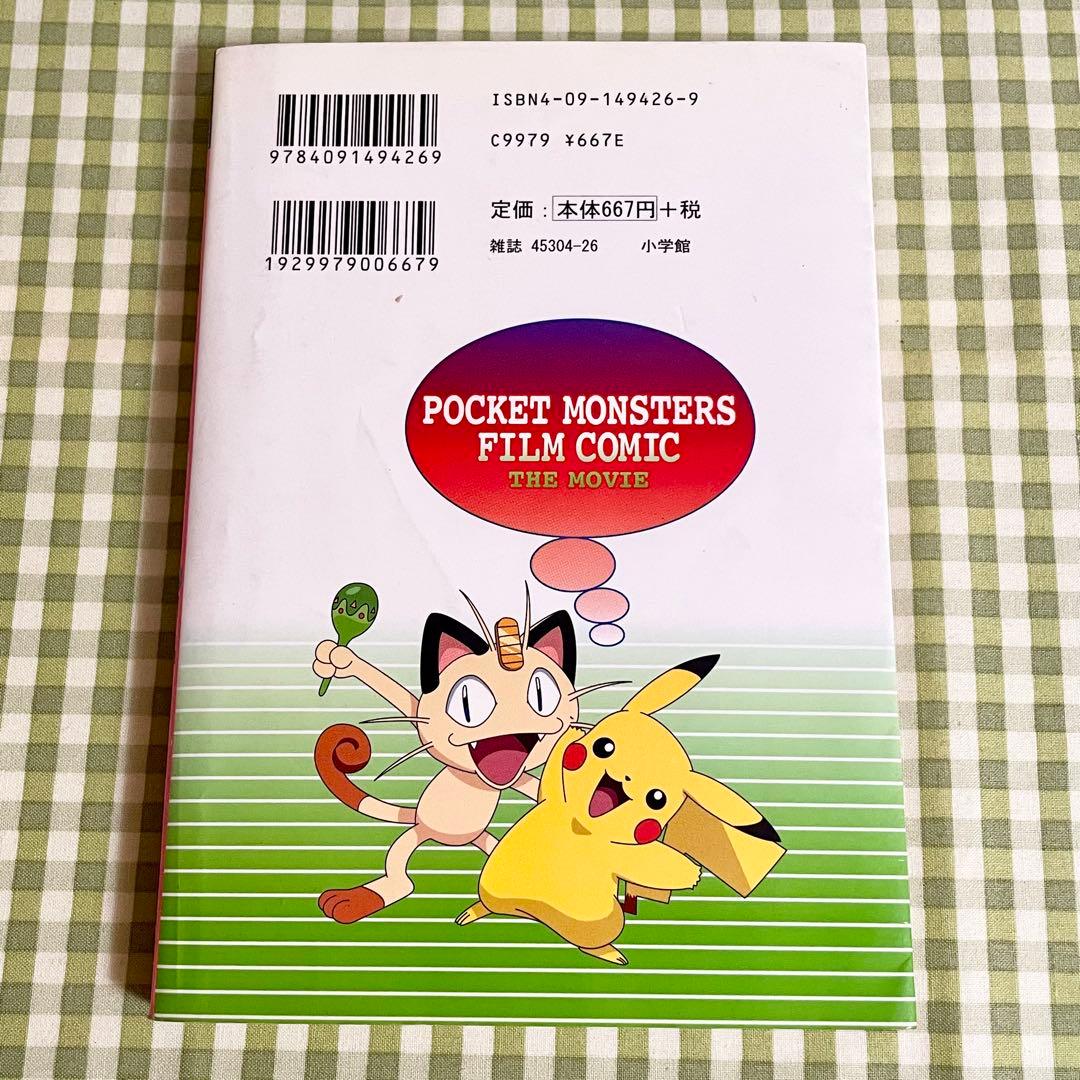 ISBN4-09-149426-9
C9979 ¥667E
9784091494269
定価：本体667円＋税
雑誌 45304-26 小学館
1929979006679
POCKET MONSTERS
FILM COMIC
THE MOVIE